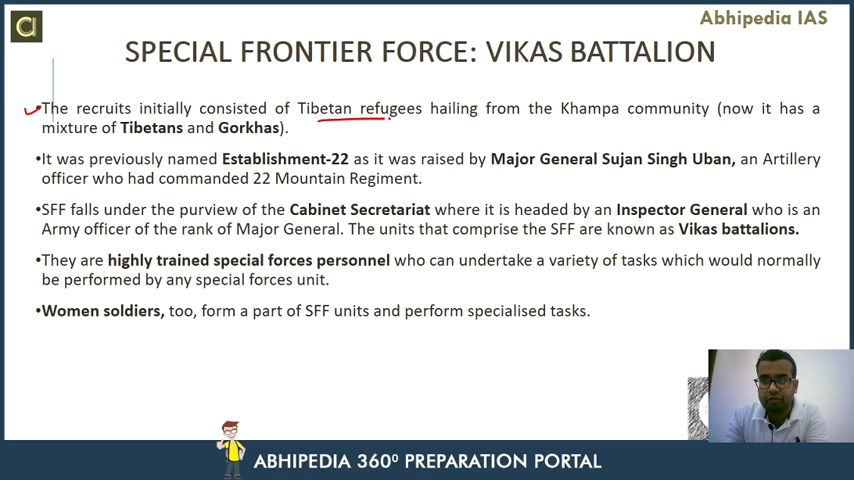 Abhipedia IAS
SPECIAL FRONTIER FORCE: VIKAS BATTALION
•The recruits initially consisted of Tibetan refugees hailing from the Khampa community (now it has a
mixture of Tibetans and Gorkhas).
•It was previously named Establishment-22 as it was raised by Major General Sujan Singh Uban, an Artillery
officer who had commanded 22 Mountain Regiment.
•SFF falls under the purview of the Cabinet Secretariat where it is headed by an Inspector General who is an
Army officer of the rank of Major General. The units that comprise the SFF are known as Vikas battalions.
•They are highly trained special forces personnel who can undertake a variety of tasks which would normally
be performed by any special forces unit.
•Women soldiers, too, form a part of SFF units and perform specialised tasks.
ABHIPEDIA 360⁰ PREPARATION PORTAL